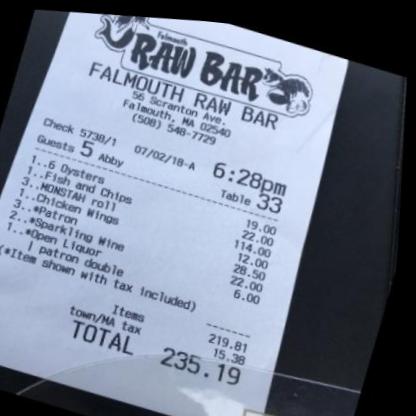 Falmouth
RAW BAR
FALMOUTH RAW BAR
56 Scranton Ave.
Falmouth, MA 02540
(508) 548-7729
Check 5738/1 07/02/18-A 6:28pm
Guests 5 Abby Table 33
1..6 Oysters 19.00
1..Fish and Chips 22.00
3..MONSTAH roll 114.00
1..Chicken Wings 12.00
3..*Patron 28.50
2..*Sparkling Wine 22.00
1..*Open Liquor 6.00
1 patron double
(*Item shown with tax included)
Items 219.81
town/MA tax 15.38
TOTAL 235.19